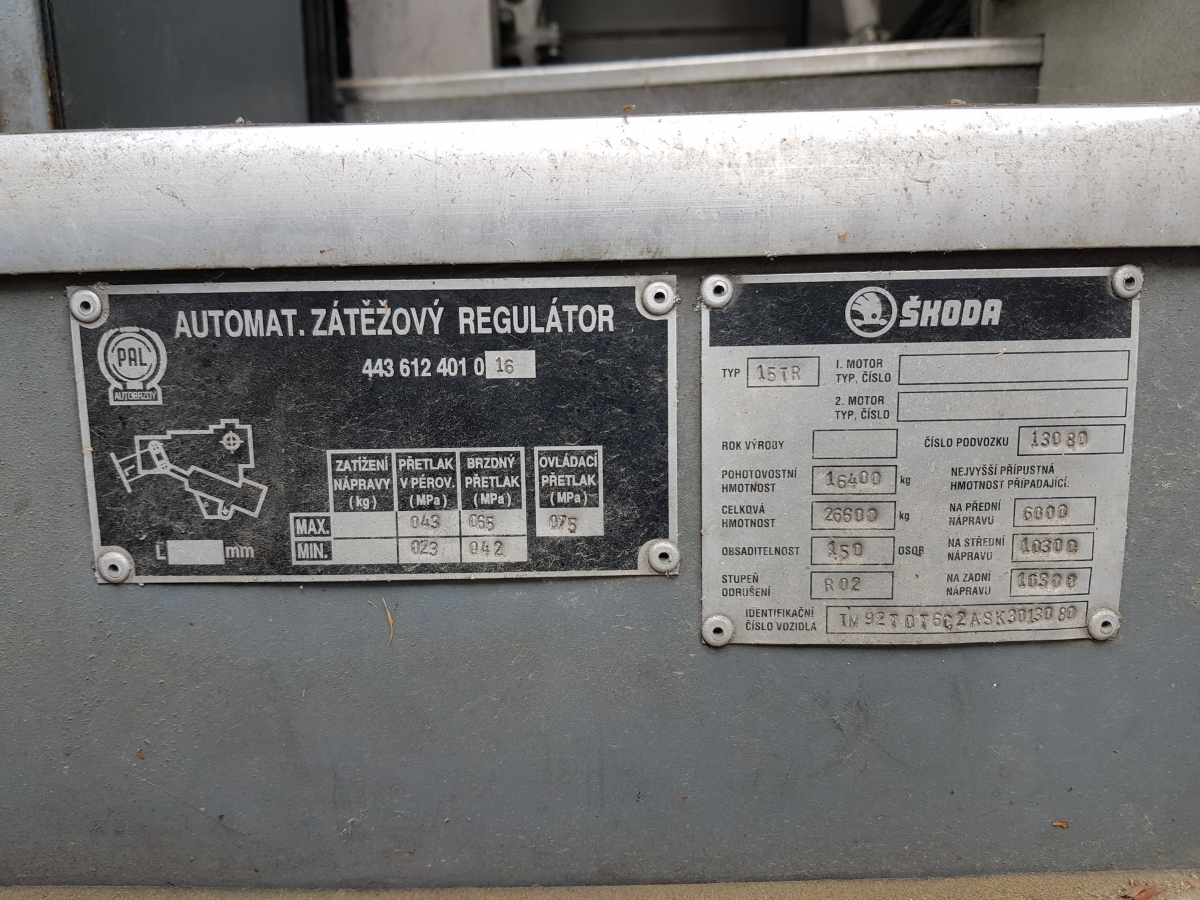 AUTOMAT. ZÁTĚŽOVÝ REGULÁTOR
PAL
AUTOBRZDY
443 612 401 0 16
ZATÍŽENÍ NÁPRAVY (kg)
PŘETLAK V PÉROV. (MPa)
BRZDNÝ PŘETLAK (MPa)
OVLÁDACÍ PŘETLAK (MPa)
MAX. 043 065 075
MIN. 023 042
L mm
ŠKODA
TYP 15TR
1. MOTOR TYP, ČÍSLO
2. MOTOR TYP, ČÍSLO
ROK VÝROBY
ČÍSLO PODVOZKU 13080
POHOTOVOSTNÍ HMOTNOST 16400 kg
NEJVYŠŠÍ PŘÍPUSTNÁ HMOTNOST PŘIPADAJÍCÍ:
CELKOVÁ HMOTNOST 26600 kg
NA PŘEDNÍ NÁPRAVU 6000
OBSADITELNOST 150 OSOB
NA STŘEDNÍ NÁPRAVU 10300
STUPEŇ ODRUŠENÍ R02
NA ZADNÍ NÁPRAVU 10300
IDENTIFIKAČNÍ ČÍSLO VOZIDLA TM92T0T6C2ASK3013080